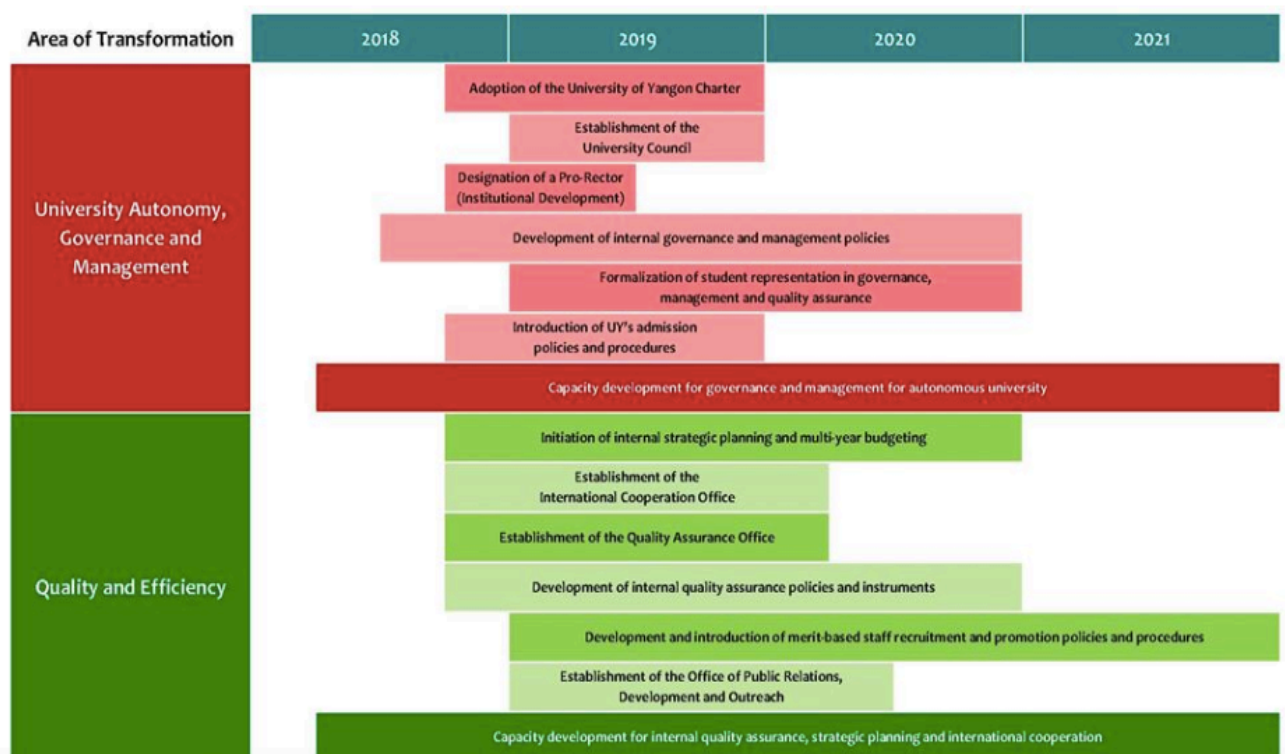 Area of Transformation
2018
2019
2020
2021
University Autonomy,
Governance and
Management
Adoption of the University of Yangon Charter
Establishment of the
University Council
Designation of a Pro-Rector
(Institutional Development)
Development of internal governance and management policies
Formalization of student representation in governance,
management and quality assurance
Introduction of UY's admission
policies and procedures
Capacity development for governance and management for autonomous university
Quality and Efficiency
Initiation of internal strategic planning and multi-year budgeting
Establishment of the
International Cooperation Office
Establishment of the Quality Assurance Office
Development of internal quality assurance policies and instruments
Development and introduction of merit-based staff recruitment and promotion policies and procedures
Establishment of the Office of Public Relations,
Development and Outreach
Capacity development for internal quality assurance, strategic planning and international cooperation